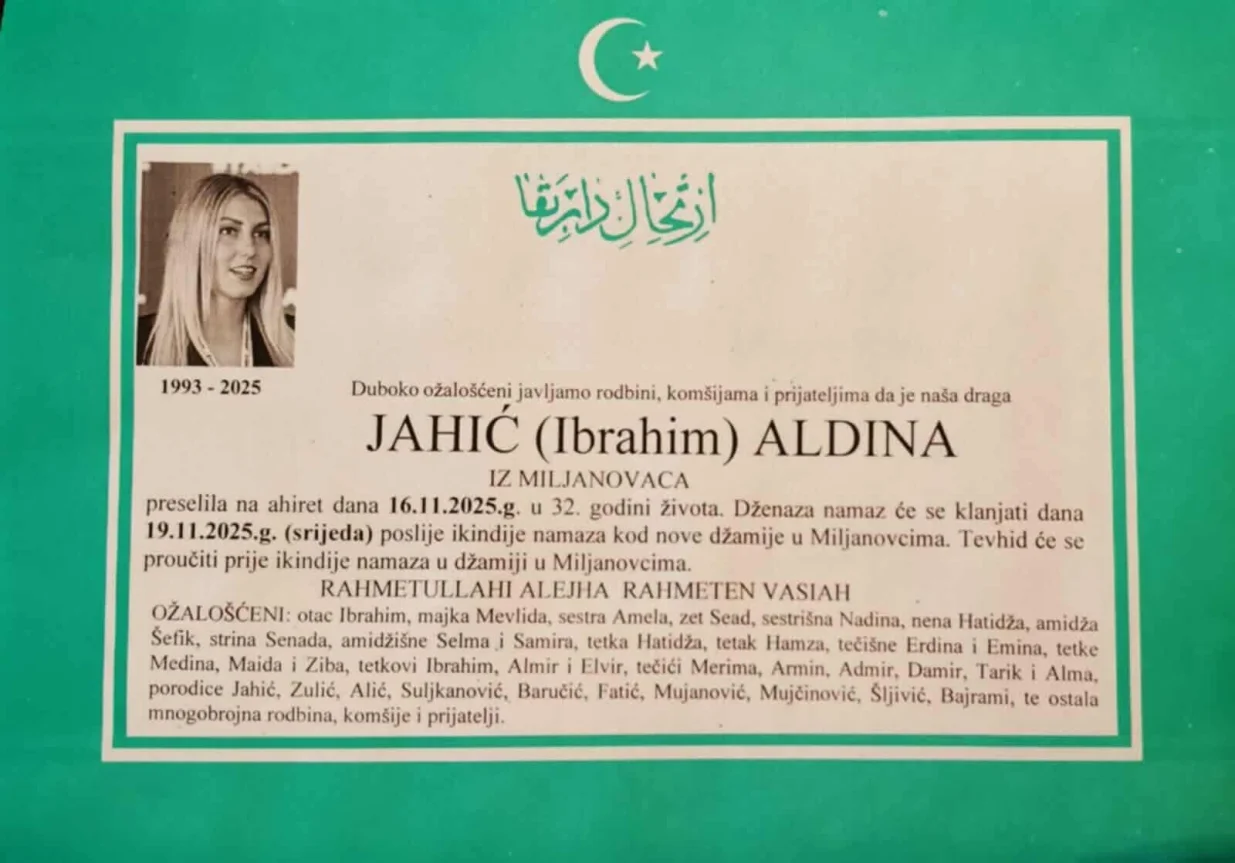 ارتحال دار بقا
1993 - 2025
Duboko ožalošćeni javljamo rodbini, komšijama i prijateljima da je naša draga
JAHIĆ (Ibrahim) ALDINA
IZ MILJANOVACA
preselila na ahiret dana 16.11.2025.g. u 32. godini života. Dženaza namaz će se klanjati dana
19.11.2025.g. (srijeda) poslije ikindije namaza kod nove džamije u Miljanovcima. Tevhid će se
proučiti prije ikindije namaza u džamiji u Miljanovcima.
RAHMETULLAHI ALEJHA RAHMETEN VASIAH
OŽALOŠĆENI: otac Ibrahim, majka Mevlida, sestra Amela, zet Sead, sestrišna Nadina, nena Hatidža, amidža
Šefik, strina Senada, amidžišne Selma i Samira, tetka Hatidža, tetak Hamza, tečišne Erdina i Emina, tetke
Medina, Maida i Ziba, tetkovi Ibrahim, Almir i Elvir, tečići Merima, Armin, Admir, Damir, Tarik i Alma,
porodice Jahić, Zulić, Alić, Suljkanović, Baručić, Fatić, Mujanović, Mujčinović, Šljivić, Bajrami, te ostala
mnogobrojna rodbina, komšije i prijatelji.